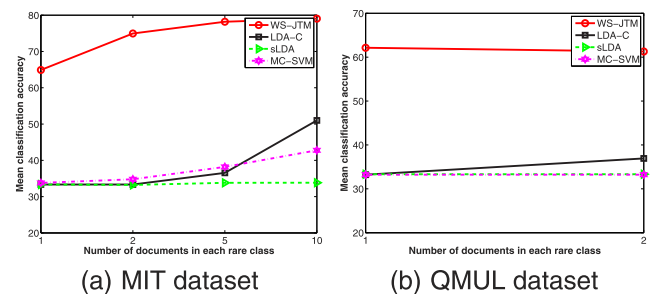 80
70
60
50
40
30
20
1
2
5
10
Mean classification accuracy
Number of documents in each rare class
WS-JTM
LDA-C
sLDA
MC-SVM
(a) MIT dataset
70
60
50
40
30
20
1
2
Mean classification accuracy
Number of documents in each rare class
WS-JTM
LDA-C
sLDA
MC-SVM
(b) QMUL dataset